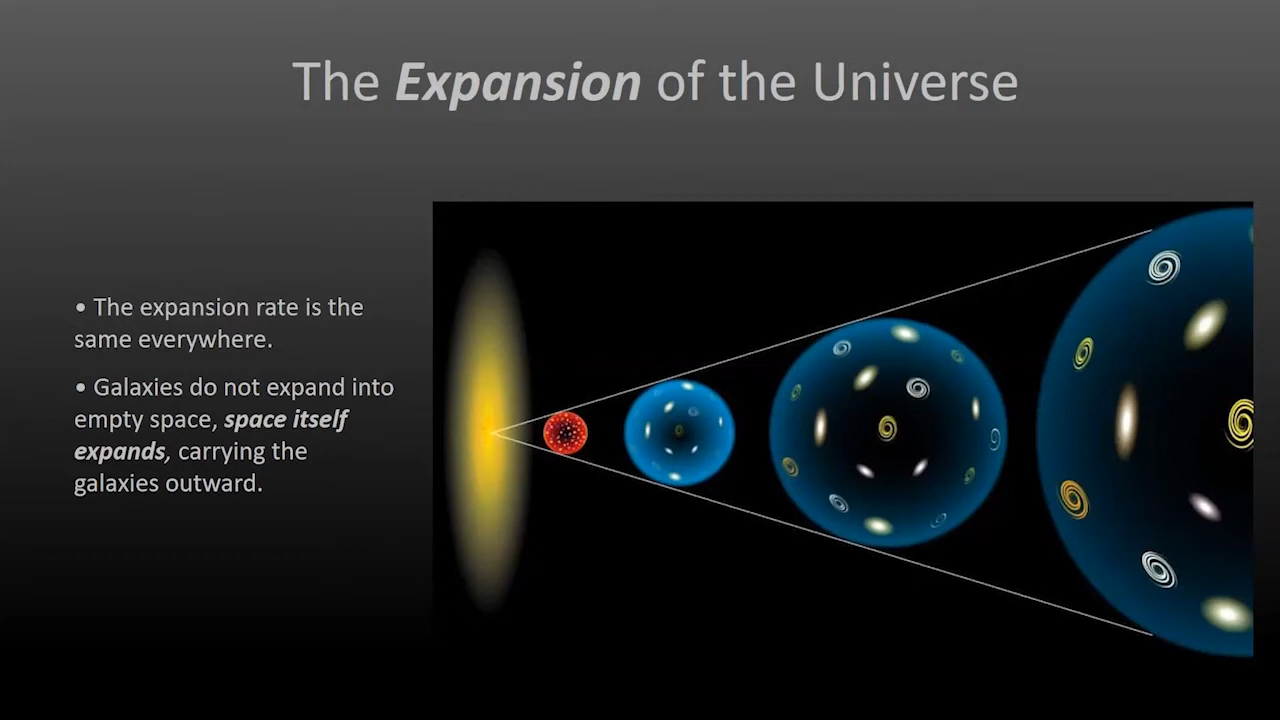 The Expansion of the Universe
• The expansion rate is the
same everywhere.
• Galaxies do not expand into
empty space, space itself
expands, carrying the
galaxies outward.